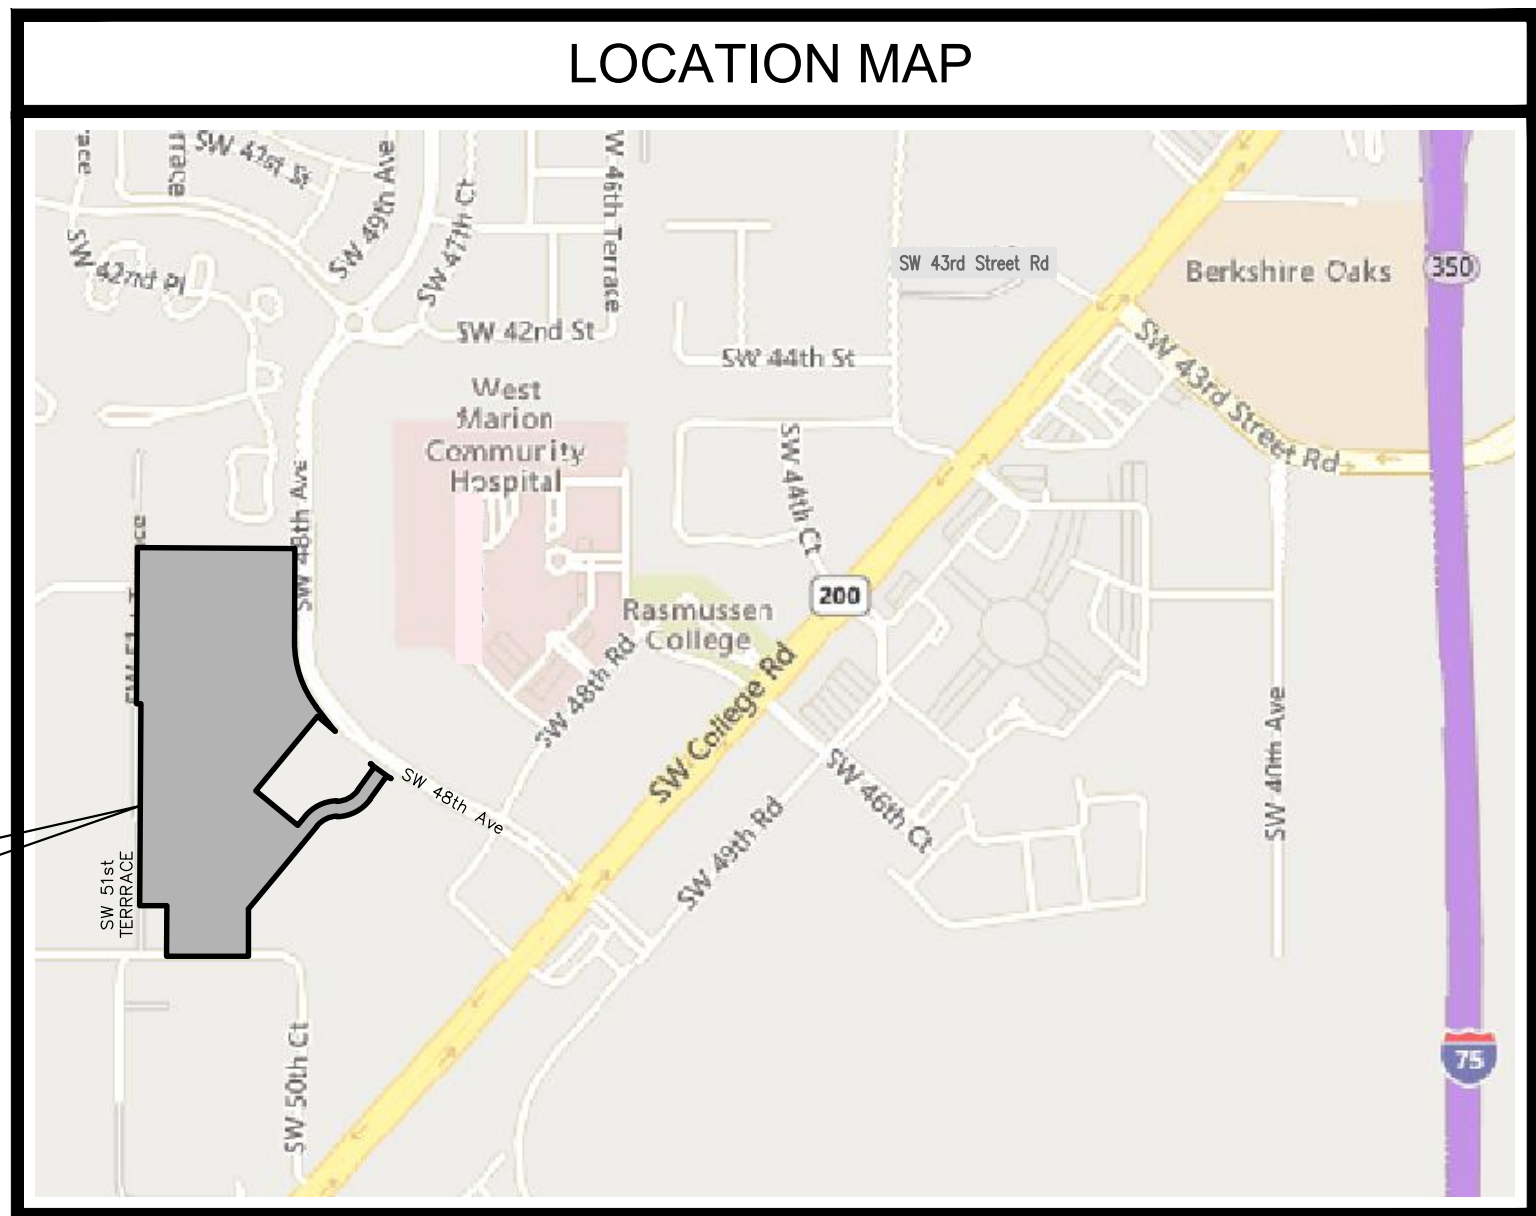 LOCATION MAP
race
rrace
SW 41st St
SW 49th Ave
SW 47th Ct
W 46th Terrace
SW 42nd Pl
SW 42nd St
SW 43rd Street Rd
Berkshire Oaks
350
SW 44th St
SW 43rd Street Rd
West
Marion
Community
Hospital
SW 48th Ave
SW 44th Ct
200
Rasmussen
College
SW 48th Rd
SW College Rd
SW 48th Ave
SW 46th Ct
SW 49th Rd
SW 40th Ave
SW 51st
TERRRACE
SW 50th Ct
75